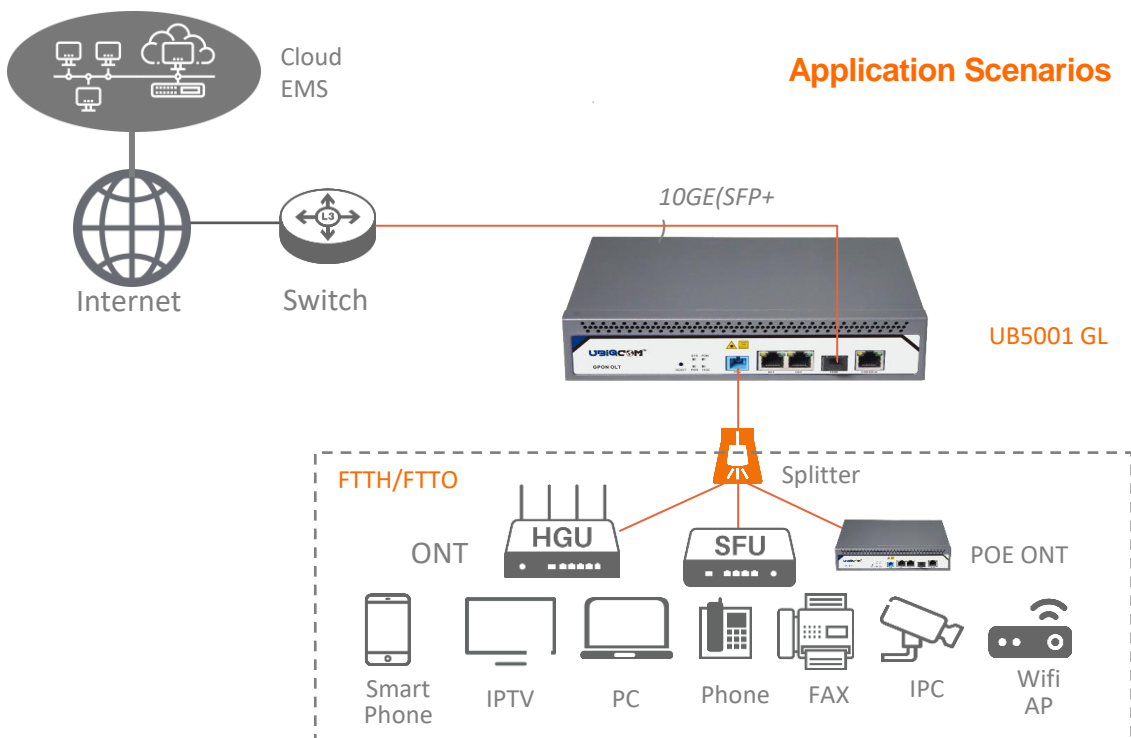 Cloud
EMS
Application Scenarios
10GE(SFP+
L3
Internet
Switch
UBIQCOM™
GPON OLT
UB5001 GL
FTTH/FTTO
Splitter
ONT
HGU
SFU
POE ONT
Smart
Phone
IPTV
PC
Phone
FAX
IPC
Wifi
AP